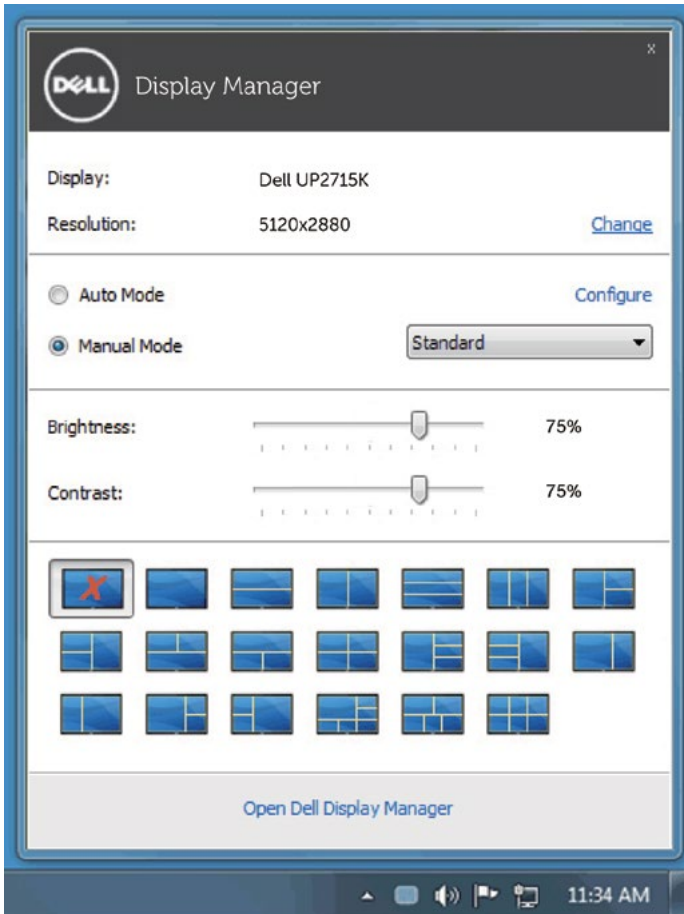 x
DELL Display Manager
Display: Dell UP2715K
Resolution: 5120x2880 Change
Auto Mode Configure
Manual Mode Standard
Brightness: 75%
Contrast: 75%
X
Open Dell Display Manager
11:34 AM